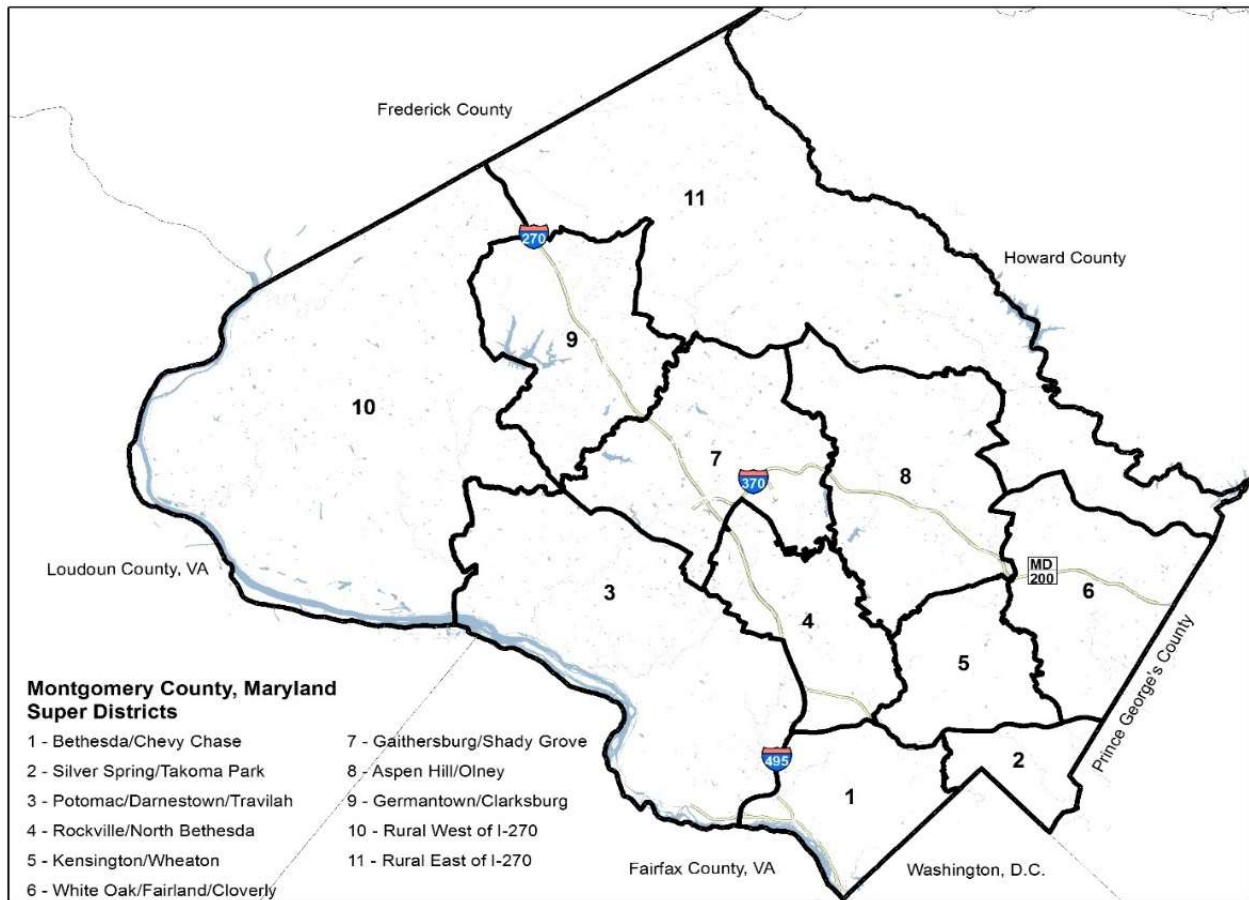 Frederick County
11
270
Howard County
9
10
7
370
8
Loudoun County, VA
3
MD
200
6
4
5
Prince George's County
Montgomery County, Maryland
Super Districts
1 - Bethesda/Chevy Chase
2 - Silver Spring/Takoma Park
3 - Potomac/Darnestown/Travilah
4 - Rockville/North Bethesda
5 - Kensington/Wheaton
6 - White Oak/Fairland/Cloverly
7 - Gaithersburg/Shady Grove
8 - Aspen Hill/Olney
9 - Germantown/Clarksburg
10 - Rural West of I-270
11 - Rural East of I-270
495
2
1
Fairfax County, VA
Washington, D.C.